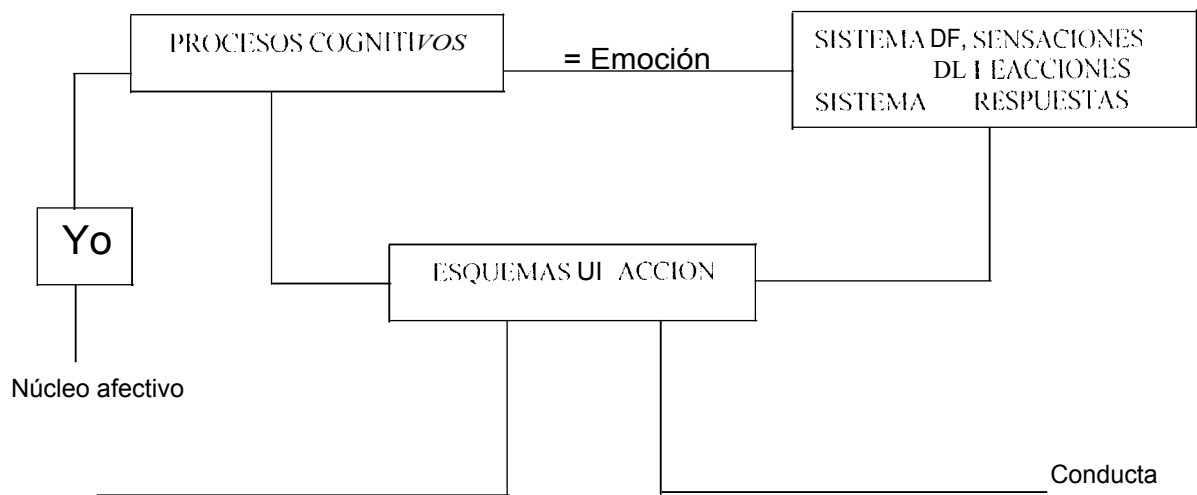 PROCESOS COGNITIVOS
= Emoción
SISTEMA DF, SENSACIONES
DL I EACCIONES
SISTEMA RESPUESTAS
Yo
ESQUEMAS UI ACCION
Núcleo afectivo
Conducta